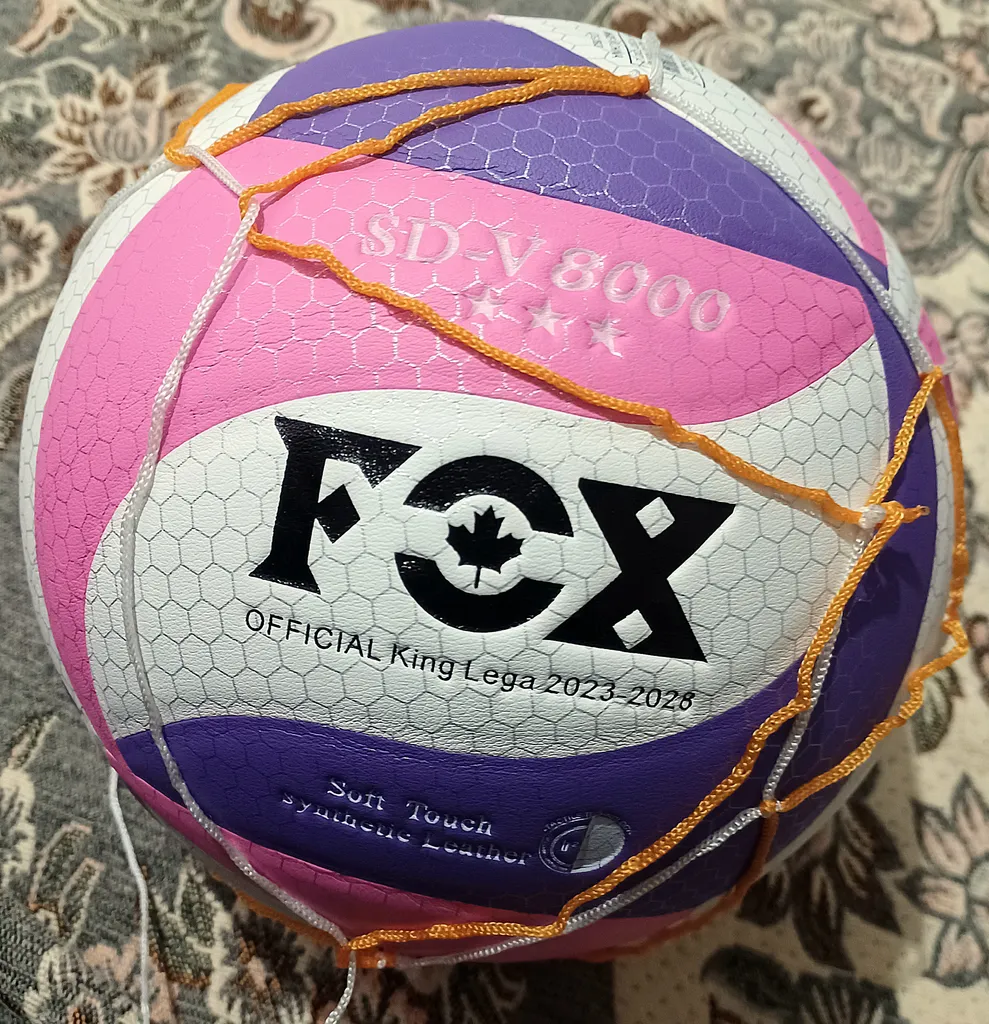 SD-V 8000
FOX
OFFICIAL King Lega 2023-2028
Soft Touch
synthetic Leather